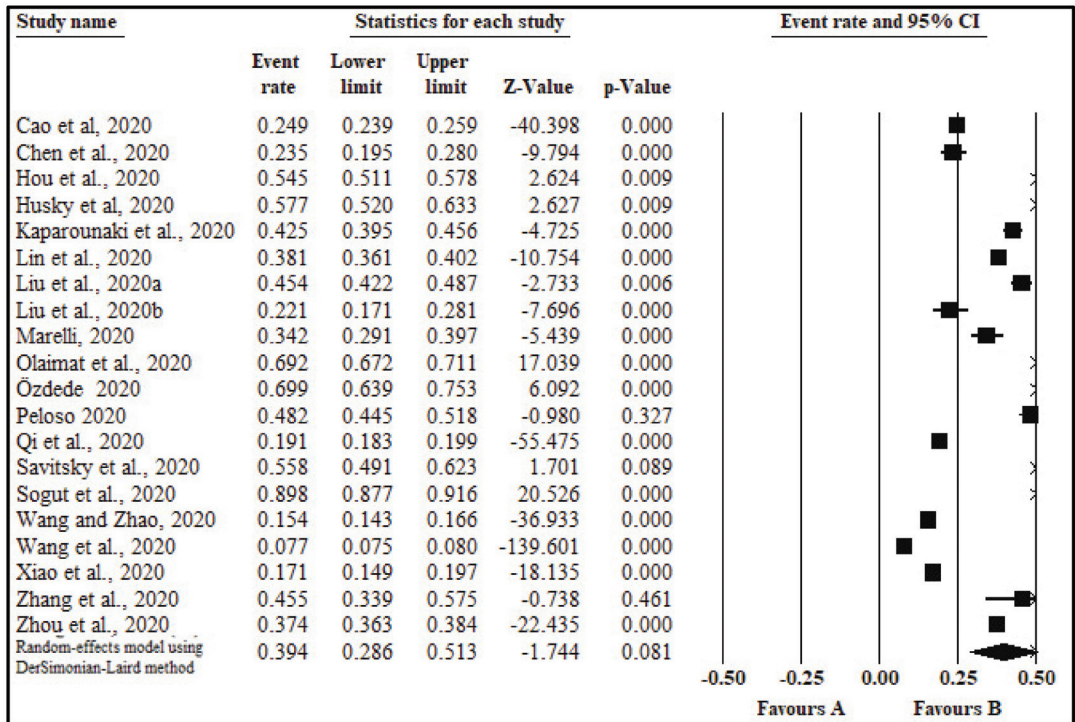 Study name Statistics for each study Event rate and 95% CI
Event Lower Upper
rate limit limit Z-Value p-Value
Cao et al, 2020 0.249 0.239 0.259 -40.398 0.000
Chen et al., 2020 0.235 0.195 0.280 -9.794 0.000
Hou et al., 2020 0.545 0.511 0.578 2.624 0.009
Husky et al, 2020 0.577 0.520 0.633 2.627 0.009
Kaparounaki et al., 2020 0.425 0.395 0.456 -4.725 0.000
Lin et al., 2020 0.381 0.361 0.402 -10.754 0.000
Liu et al., 2020a 0.454 0.422 0.487 -2.733 0.006
Liu et al., 2020b 0.221 0.171 0.281 -7.696 0.000
Marelli, 2020 0.342 0.291 0.397 -5.439 0.000
Olaimat et al., 2020 0.692 0.672 0.711 17.039 0.000
Özdede 2020 0.699 0.639 0.753 6.092 0.000
Peloso 2020 0.482 0.445 0.518 -0.980 0.327
Qi et al., 2020 0.191 0.183 0.199 -55.475 0.000
Savitsky et al., 2020 0.558 0.491 0.623 1.701 0.089
Sogut et al., 2020 0.898 0.877 0.916 20.526 0.000
Wang and Zhao, 2020 0.154 0.143 0.166 -36.933 0.000
Wang et al., 2020 0.077 0.075 0.080 -139.601 0.000
Xiao et al., 2020 0.171 0.149 0.197 -18.135 0.000
Zhang et al., 2020 0.455 0.339 0.575 -0.738 0.461
Zhou et al., 2020 0.374 0.363 0.384 -22.435 0.000
Random-effects model using
DerSimonian-Laird method 0.394 0.286 0.513 -1.744 0.081
-0.50 -0.25 0.00 0.25 0.50
Favours A Favours B